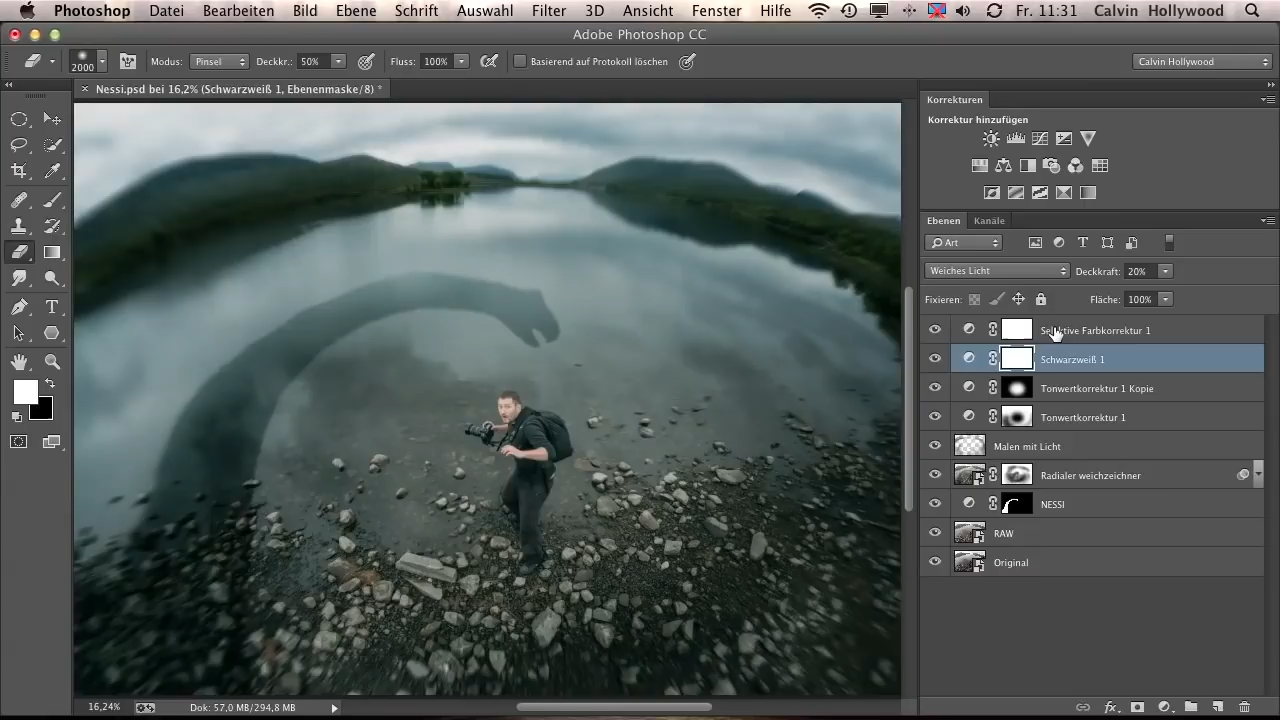 Photoshop Datei Bearbeiten Bild Ebene Schrift Auswahl Filter 3D Ansicht Fenster Hilfe Fr. 11:31 Calvin Hollywood
Adobe Photoshop CC
2000 Modus: Pinsel Deckkr.: 50% Fluss: 100% Basierend auf Protokoll löschen Calvin Hollywood
× Nessi.psd bei 16,2% (Schwarzweiß 1, Ebenenmaske/8) *
Korrekturen
Korrektur hinzufügen
Ebenen Kanäle
Art
Weiches Licht Deckkraft: 20%
Fixieren: Fläche: 100%
Selektive Farbkorrektur 1
Schwarzweiß 1
Tonwertkorrektur 1 Kopie
Tonwertkorrektur 1
Malen mit Licht
Radialer weichzeichner
NESSI
RAW
Original
16,24% Dok: 57,0 MB/294,8 MB
fx